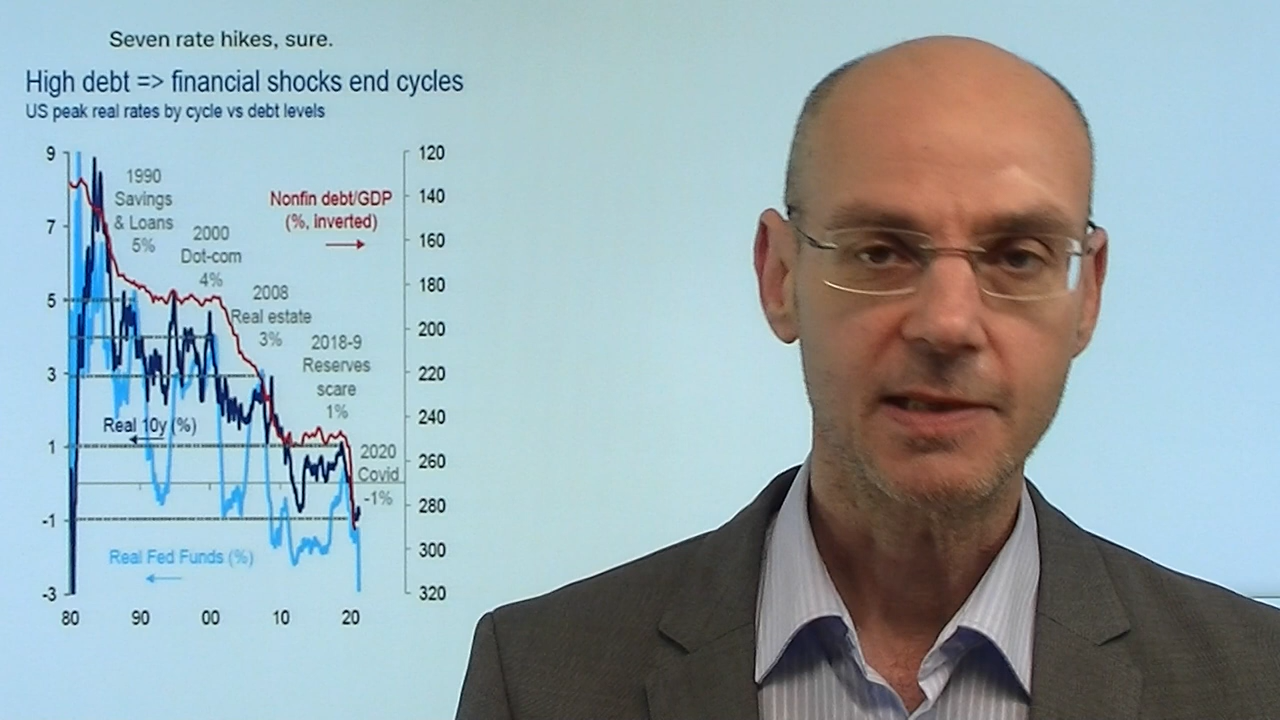 Seven rate hikes, sure.
High debt => financial shocks end cycles
US peak real rates by cycle vs debt levels
9
7
5
3
1
-1
-3
120
140
160
180
200
220
240
260
280
300
320
1990
Savings
& Loans
5%
2000
Dot-com
4%
2008
Real estate
3%
2018-9
Reserves
scare
1%
2020
Covid
-1%
Nonfin debt/GDP
(%, inverted)
Real 10y (%)
Real Fed Funds (%)
80
90
00
10
20